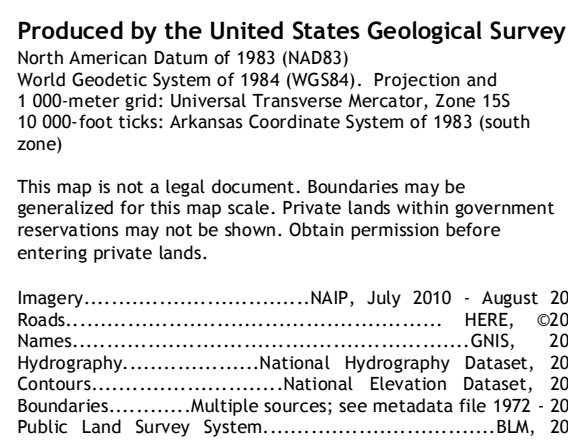 Produced by the United States Geological Survey
North American Datum of 1983 (NAD83)
World Geodetic System of 1984 (WGS84). Projection and
1 000-meter grid: Universal Transverse Mercator, Zone 15S
10 000-foot ticks: Arkansas Coordinate System of 1983 (south
zone)
This map is not a legal document. Boundaries may be
generalized for this map scale. Private lands within government
reservations may not be shown. Obtain permission before
entering private lands.
Imagery.................................NAIP, July 2010 - August 20
Roads....................................................... HERE, ©20
Names..........................................................GNIS, 20
Hydrography....................National Hydrography Dataset, 20
Contours............................National Elevation Dataset, 20
Boundaries............Multiple sources; see metadata file 1972 - 20
Public Land Survey System..................................BLM, 20